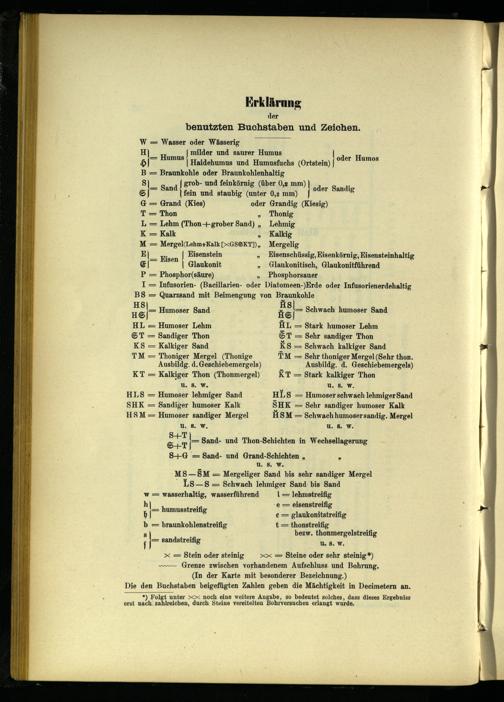 Erklärung
der
benutzten Buchstaben und Zeichen.
W = Wasser oder Wässerig
H
ℌ } = Humus { milder und saurer Humus
Haidehumus und Humusfuchs (Ortstein) } oder Humos
B = Braunkohle oder Braunkohlenhaltig
S
𝔖 } = Sand { grob- und feinkörnig (über 0,2 mm)
fein und staubig (unter 0,2 mm) } oder Sandig
G = Grand (Kies) oder Grandig (Kiesig)
T = Thon „ Thonig
L = Lehm (Thon + grober Sand) „ Lehmig
K = Kalk „ Kalkig
M = Mergel (Lehm + Kalk [×GS𝔖KT]) „ Mergelig
E
𝔈 } = Eisen { Eisenstein „ Eisenschüssig, Eisenkörnig, Eisensteinhaltig
Glaukonit „ Glaukonitisch, Glaukonitführend
P = Phosphor(säure) „ Phosphorsauer
I = Infusorien- (Bacillarien- oder Diatomeen-)Erde oder Infusorienerdehaltig
BS = Quarzsand mit Beimengung von Braunkohle
HS
H𝔖 } = Humoser Sand H̆S
H̆𝔖 } = Schwach humoser Sand
HL = Humoser Lehm H̄L = Stark humoser Lehm
𝔖T = Sandiger Thon 𝔖̄T = Sehr sandiger Thon
KS = Kalkiger Sand K̆S = Schwach kalkiger Sand
TM = Thoniger Mergel (Thonige T̄M = Sehr thoniger Mergel (Sehr thon.
Ausbildg. d. Geschiebemergels) Ausbildg. d. Geschiebemergels)
KT = Kalkiger Thon (Thonmergel) K̄T = Stark kalkiger Thon
u. s. w. u. s. w.
HLS = Humoser lehmiger Sand H̆LS = Humoser schwach lehmiger Sand
SHK = Sandiger humoser Kalk S̄HK = Sehr sandiger humoser Kalk
HSM = Humoser sandiger Mergel H̆SM = Schwach humoser sandig. Mergel
u. s. w. u. s. w.
S+T
𝔖+T } = Sand- und Thon-Schichten in Wechsellagerung
S+G = Sand- und Grand-Schichten „ „
u. s. w.
MS—S̄M = Mergeliger Sand bis sehr sandiger Mergel
L̆S—S = Schwach lehmiger Sand bis Sand
w = wasserhaltig, wasserführend l = lehmstreifig
h
𝔥 } = humusstreifig e = eisenstreifig
𝔢 = glaukonitstreifig
b = braunkohlenstreifig t = thonstreifig
s
ſ } = sandstreifig bezw. thonmergelstreifig
u. s. w.
× = Stein oder steinig ×× = Steine oder sehr steinig*)
Grenze zwischen vorhandenem Aufschluss und Bohrung.
(In der Karte mit besonderer Bezeichnung.)
Die den Buchstaben beigefügten Zahlen geben die Mächtigkeit in Decimetern an.
*) Folgt unter ×× noch eine weitere Angabe, so bedeutet solches, dass dieses Ergebniss
erst nach zahlreichen, durch Steine vereitelten Bohrversuchen erlangt wurde.